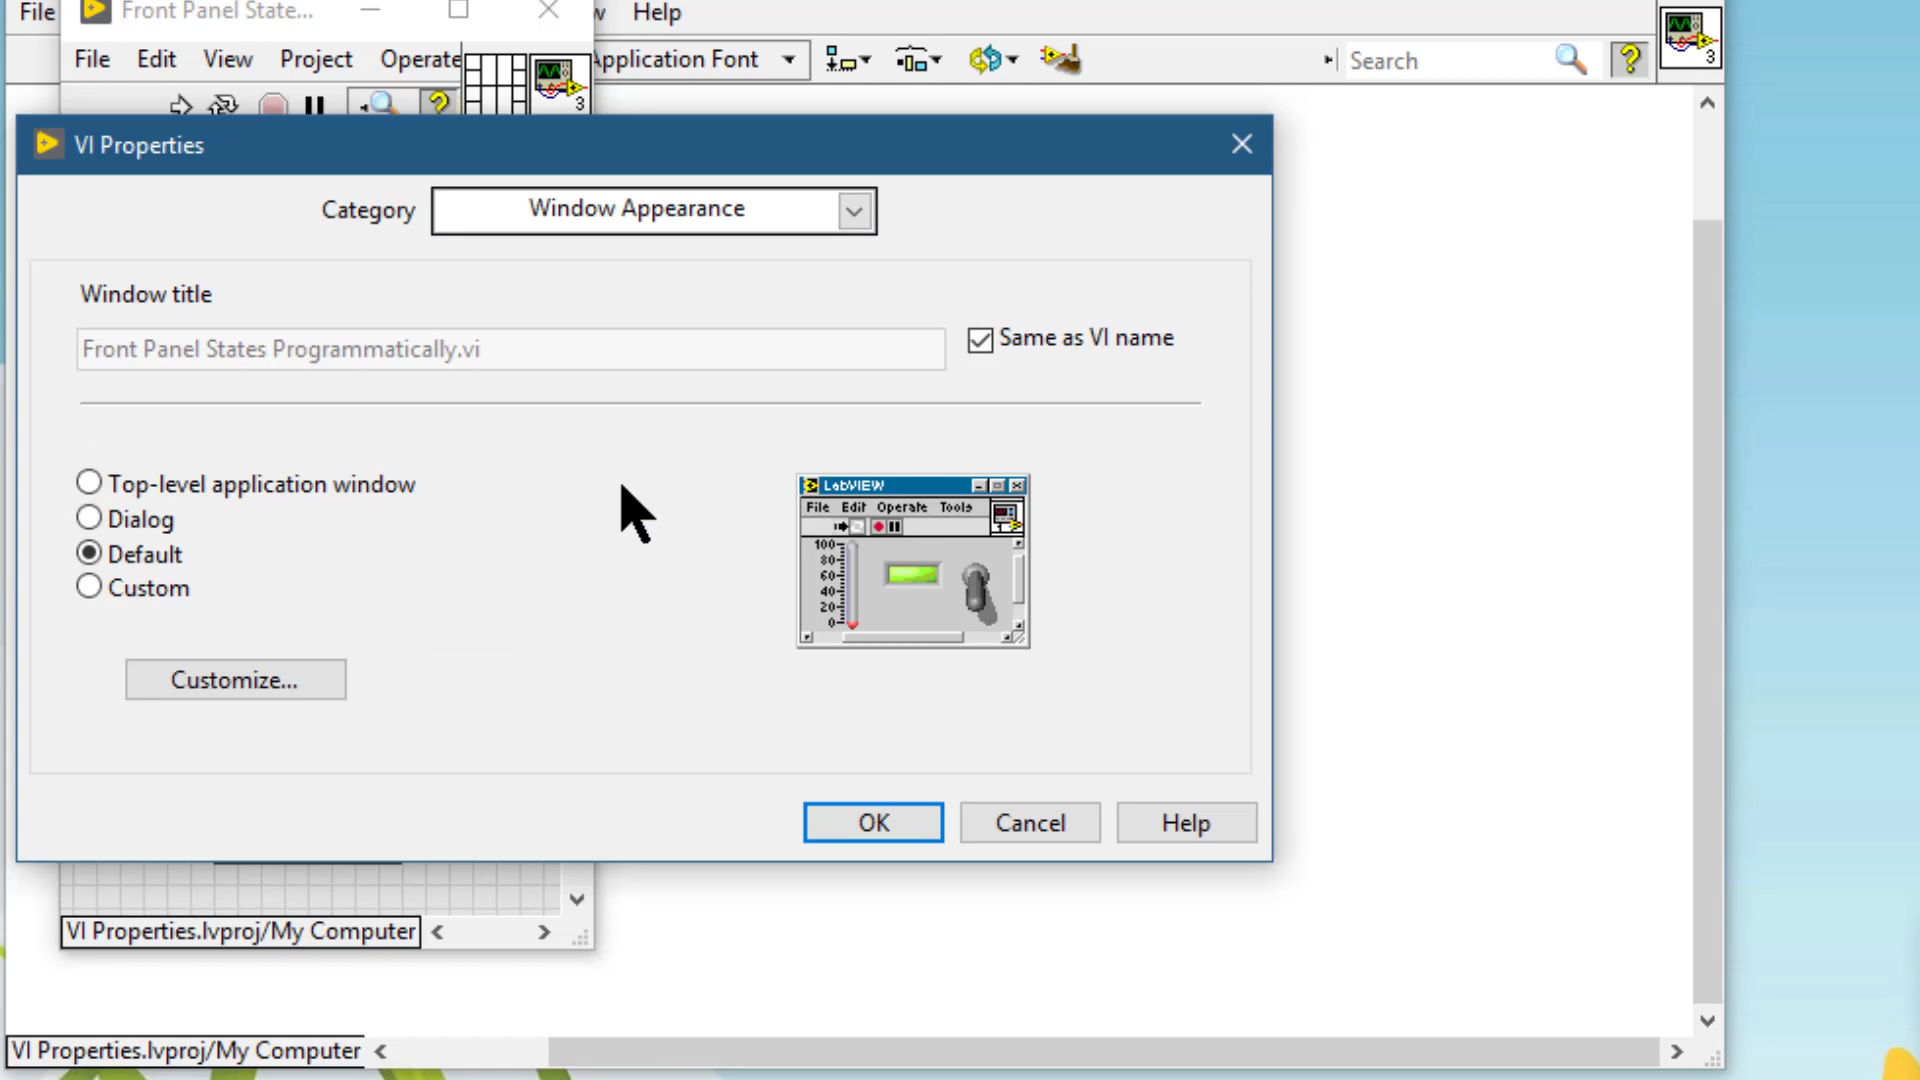 File
Front Panel State...
w Help
File Edit View Project Operate
Application Font
Search
?
3
?
3
VI Properties
Category
Window Appearance
Window title
Front Panel States Programmatically.vi
Same as VI name
Top-level application window
Dialog
Default
Custom
Customize...
LabVIEW
File Edit Operate Tools
100
80
60
40
20
0
OK
Cancel
Help
VI Properties.lvproj/My Computer
VI Properties.lvproj/My Computer